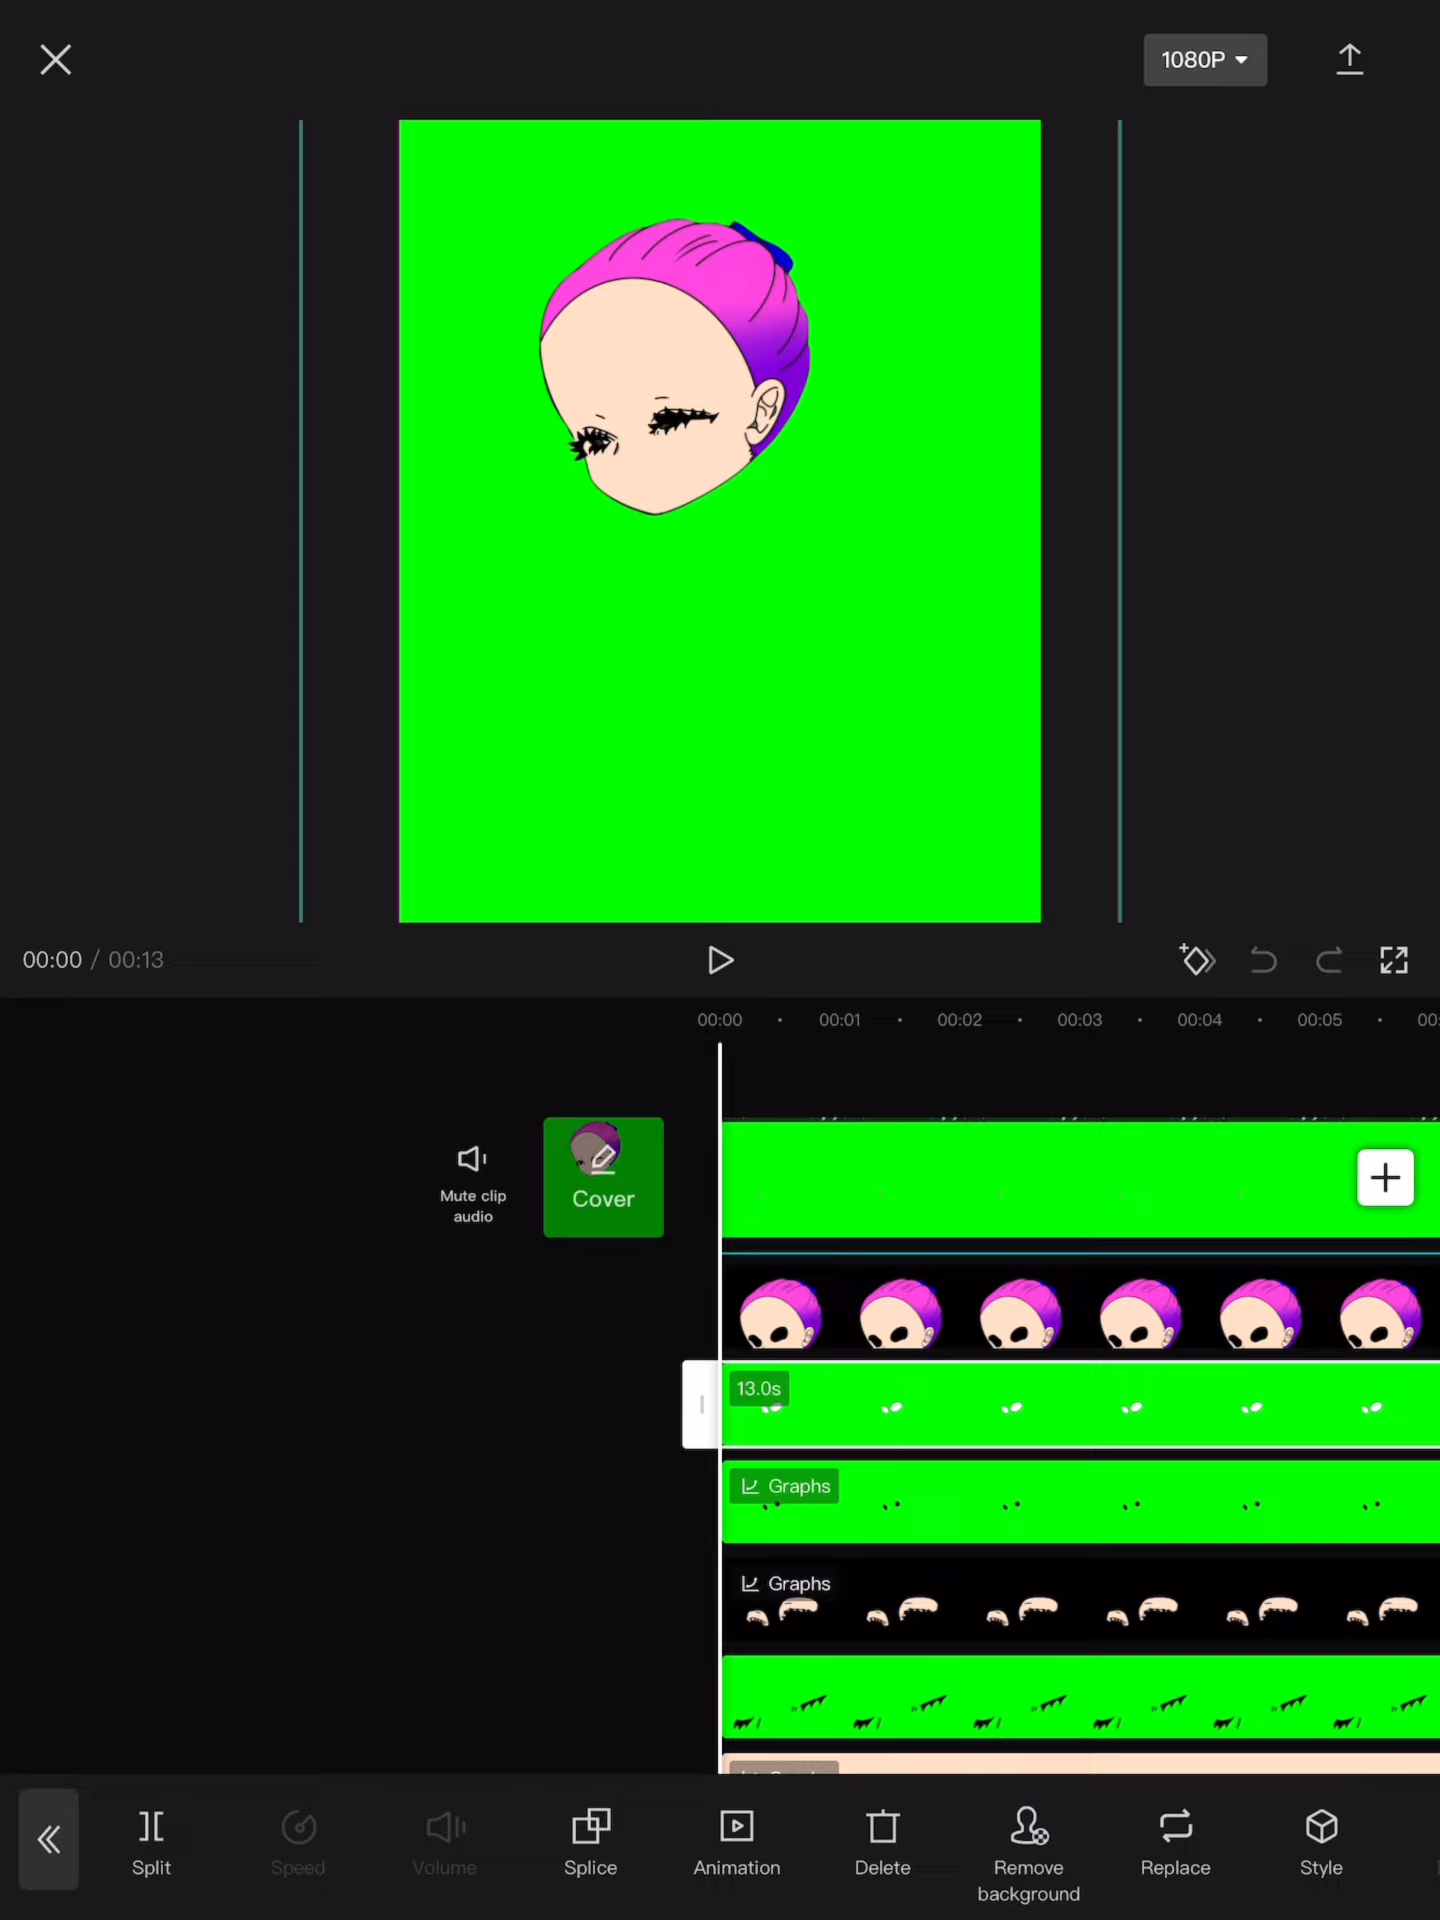 1080P
00:00 / 00:13
00:00 00:01 00:02 00:03 00:04 00:05
Mute clip
audio
Cover
13.0s
Graphs
Graphs
Split Speed Volume Splice Animation Delete Remove
background Replace Style